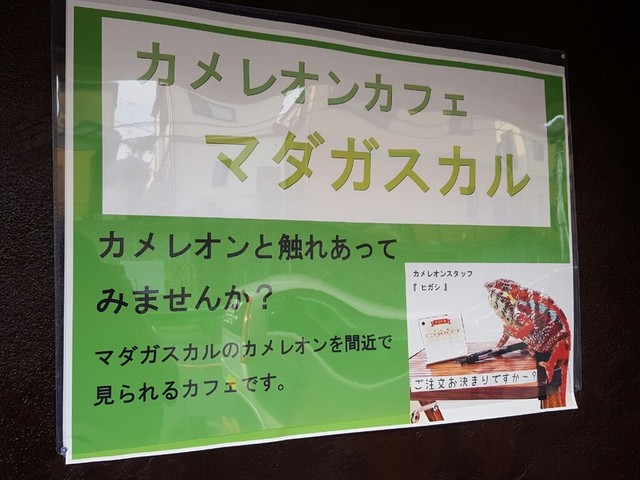 カメレオンカフェ
マダガスカル
カメレオンと触れあって
みませんか?
マダガスカルのカメレオンを間近で
見られるカフェです。
カメレオンスタッフ
『 ヒガシ 』
ご注文お決まりですか〜?